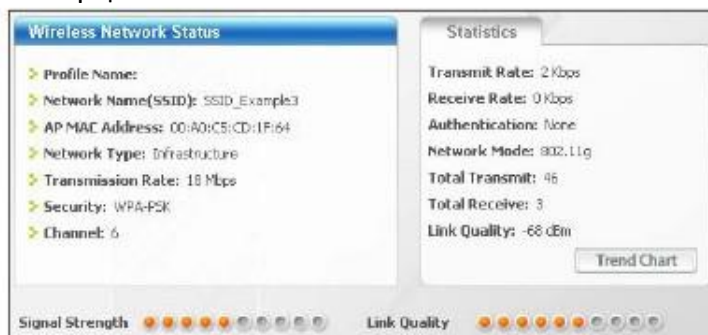 Wireless Network Status
Profile Name:
Network Name(SSID): SSID_Example3
AP MAC Address: 00:A0:C5:CD:1F:64
Network Type: Infrastructure
Transmission Rate: 18 Mbps
Security: WPA-PSK
Channel: 6
Statistics
Transmit Rate: 2 Kbps
Receive Rate: 0 Kbps
Authentication: None
Network Mode: 802.11g
Total Transmit: 46
Total Receive: 3
Link Quality: -68 dBm
Trend Chart
Signal Strength
Link Quality